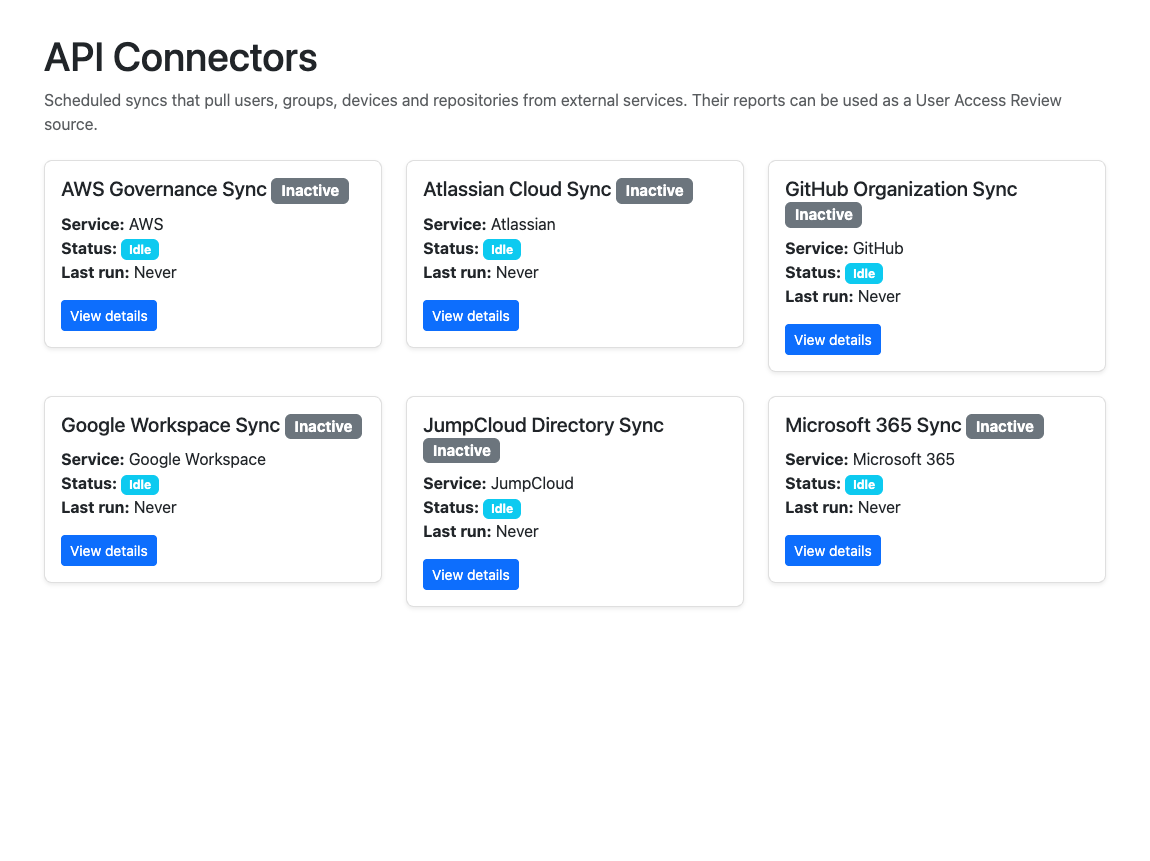 API Connectors
Scheduled syncs that pull users, groups, devices and repositories from external services. Their reports can be used as a User Access Review
source.
AWS Governance Sync Inactive
Service: AWS
Status: Idle
Last run: Never
View details
Atlassian Cloud Sync Inactive
Service: Atlassian
Status: Idle
Last run: Never
View details
GitHub Organization Sync
Inactive
Service: GitHub
Status: Idle
Last run: Never
View details
Google Workspace Sync Inactive
Service: Google Workspace
Status: Idle
Last run: Never
View details
JumpCloud Directory Sync
Inactive
Service: JumpCloud
Status: Idle
Last run: Never
View details
Microsoft 365 Sync Inactive
Service: Microsoft 365
Status: Idle
Last run: Never
View details